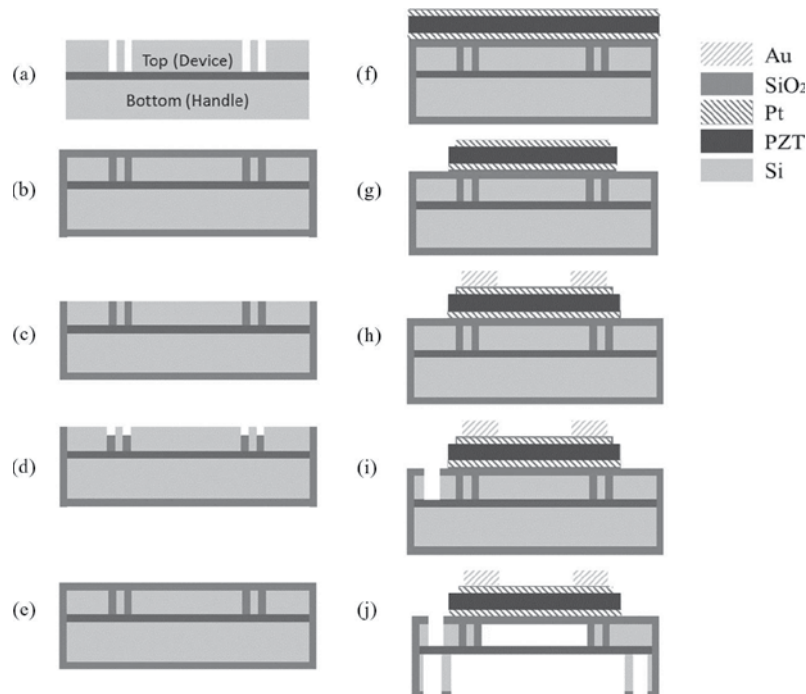 (a)
Top (Device)
Bottom (Handle)
(b)
(c)
(d)
(e)
(f)
(g)
(h)
(i)
(j)
Au
SiO₂
Pt
PZT
Si